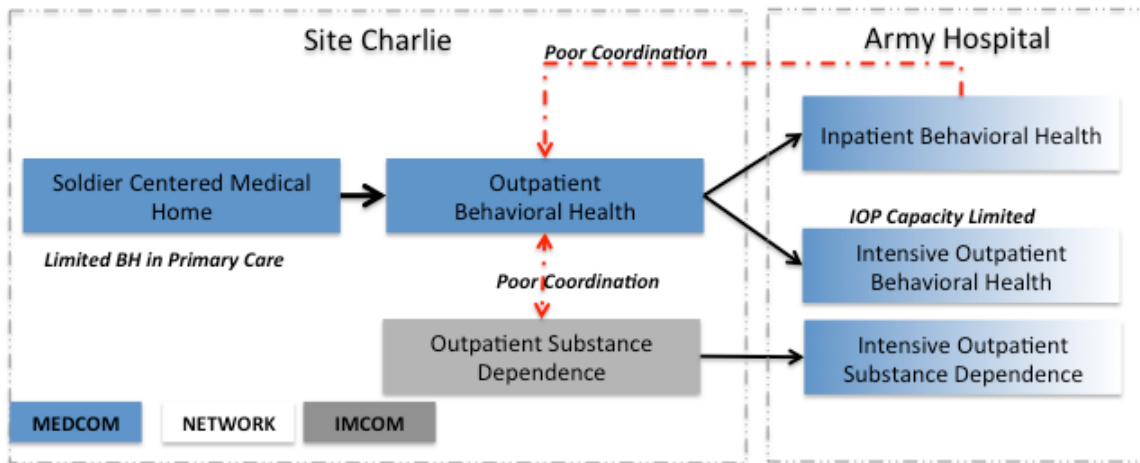 Site Charlie
Army Hospital
Poor Coordination
Inpatient Behavioral Health
Soldier Centered Medical
Home
Outpatient
Behavioral Health
Limited BH in Primary Care
IOP Capacity Limited
Intensive Outpatient
Behavioral Health
Poor Coordination
Outpatient Substance
Dependence
Intensive Outpatient
Substance Dependence
MEDCOM
NETWORK
IMCOM